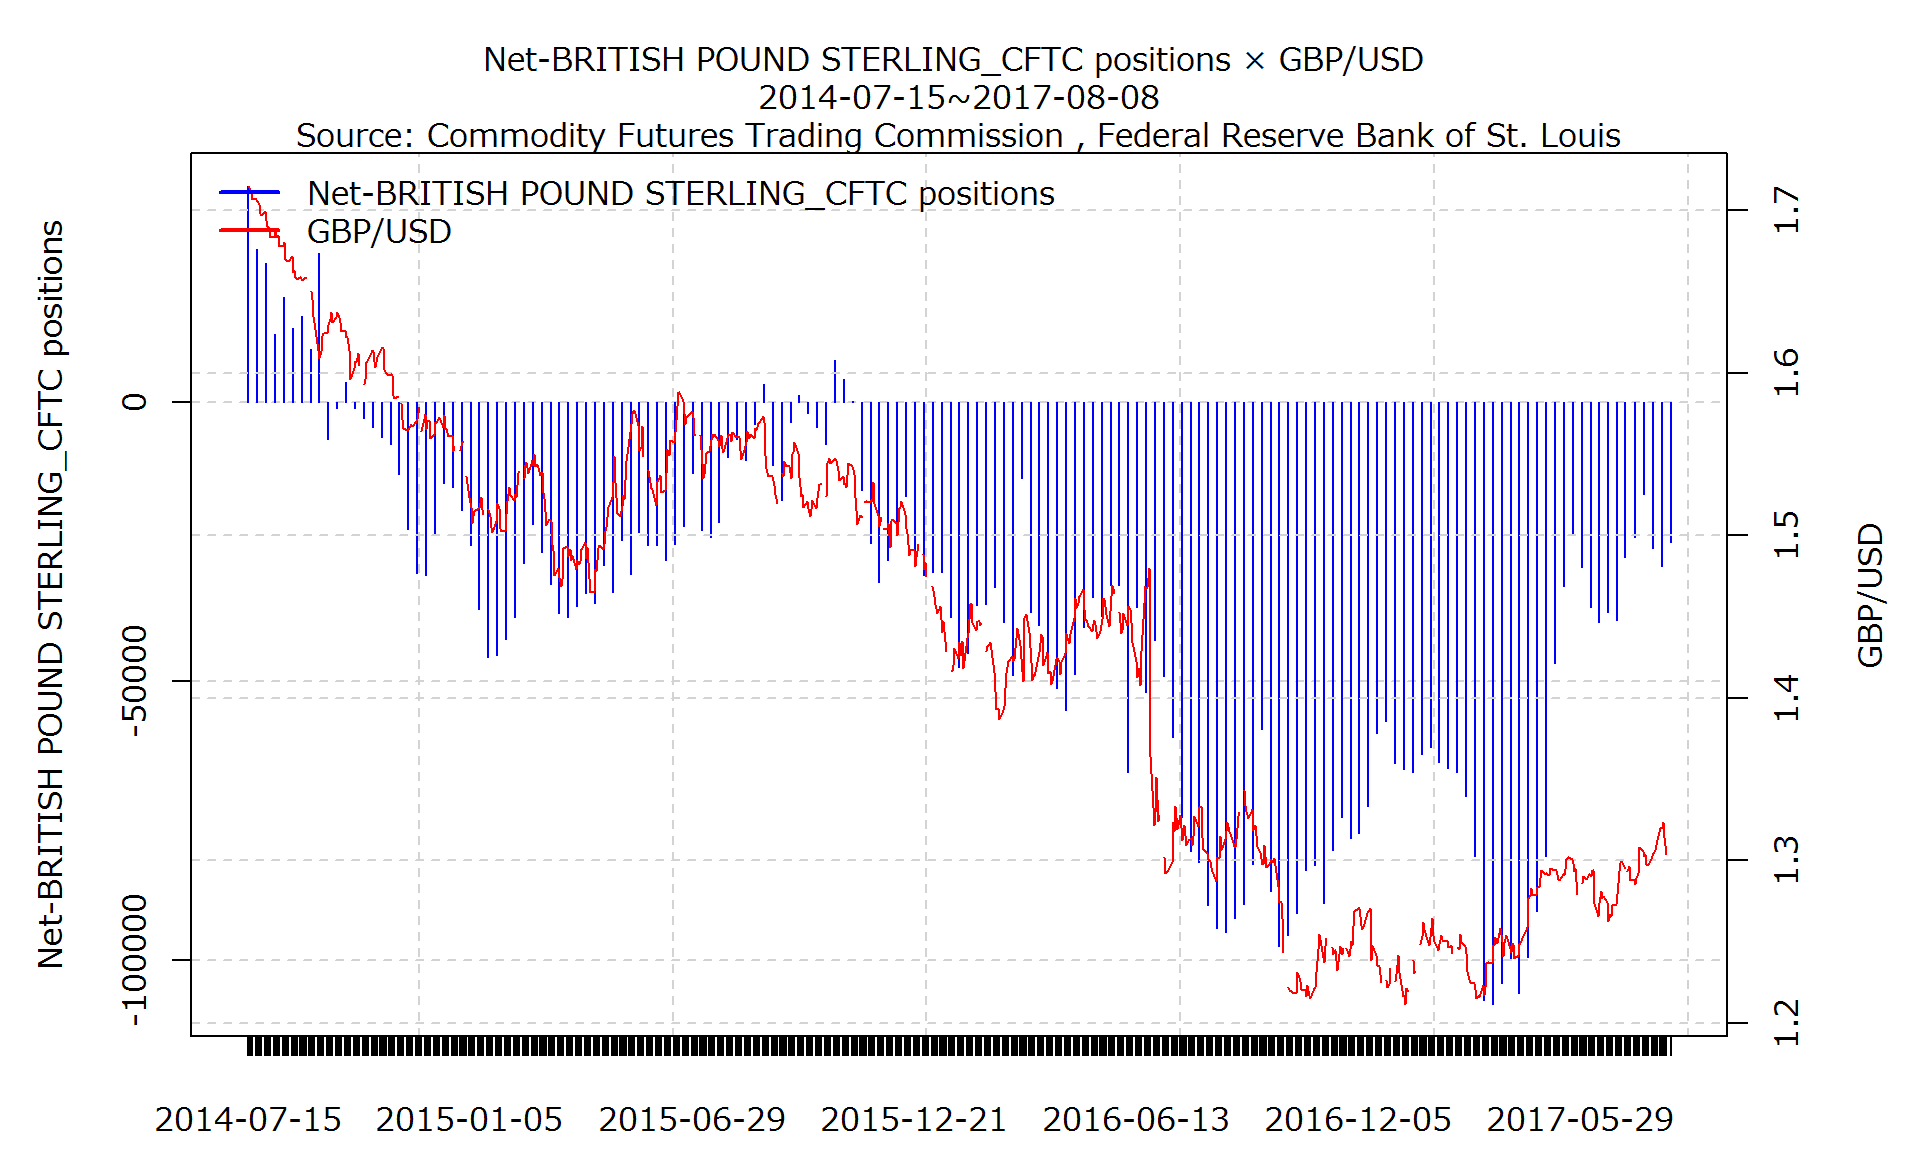 Net-BRITISH POUND STERLING_CFTC positions × GBP/USD
2014-07-15~2017-08-08
Source: Commodity Futures Trading Commission , Federal Reserve Bank of St. Louis
Net-BRITISH POUND STERLING_CFTC positions
GBP/USD
Net-BRITISH POUND STERLING_CFTC positions
0
-50000
-100000
1.7
1.6
1.5
1.4
1.3
1.2
GBP/USD
2014-07-15 2015-01-05 2015-06-29 2015-12-21 2016-06-13 2016-12-05 2017-05-29